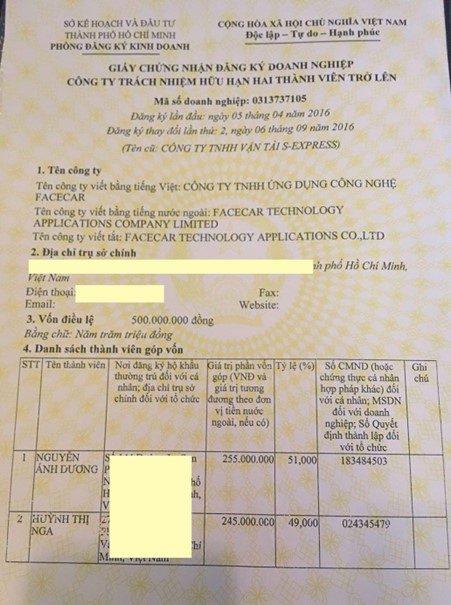 SỞ KẾ HOẠCH VÀ ĐẦU TƯ
THÀNH PHỐ HỒ CHÍ MINH
PHÒNG ĐĂNG KÝ KINH DOANH
CỘNG HÒA XÃ HỘI CHỦ NGHĨA VIỆT NAM
Độc lập – Tự do – Hạnh phúc
GIẤY CHỨNG NHẬN ĐĂNG KÝ DOANH NGHIỆP
CÔNG TY TRÁCH NHIỆM HỮU HẠN HAI THÀNH VIÊN TRỞ LÊN
Mã số doanh nghiệp: 0313737105
Đăng ký lần đầu: ngày 05 tháng 04 năm 2016
Đăng ký thay đổi lần thứ: 2, ngày 06 tháng 09 năm 2016
(Tên cũ: CÔNG TY TNHH VẬN TẢI S-EXPRESS)
1. Tên công ty
Tên công ty viết bằng tiếng Việt: CÔNG TY TNHH ỨNG DỤNG CÔNG NGHỆ
FACECAR
Tên công ty viết bằng tiếng nước ngoài: FACECAR TECHNOLOGY
APPLICATIONS COMPANY LIMITED
Tên công ty viết tắt: FACECAR TECHNOLOGY APPLICATIONS CO.,LTD
2. Địa chỉ trụ sở chính
phố Hồ Chí Minh,
Việt Nam
Điện thoại: Fax:
Email: Website:
3. Vốn điều lệ 500.000.000 đồng
Bằng chữ: Năm trăm triệu đồng
4. Danh sách thành viên góp vốn
STT
Tên thành viên
Nơi đăng ký hộ khẩu
thường trú đối với cá
nhân; địa chỉ trụ sở
chính đối với tổ chức
Giá trị phần vốn
góp (VNĐ và
giá trị tương
đương theo đơn
vị tiền nước
ngoài, nếu có)
Tỷ lệ (%)
Số CMND (hoặc
chứng thực cá nhân
hợp pháp khác) đối
với cá nhân; MSDN
đối với doanh
nghiệp; Số Quyết
định thành lập đối
với tổ chức
Ghi
chú
1
NGUYỄN
ÁNH DƯƠNG
255.000.000
51,000
183484503
2
HUỲNH THỊ
NGA
245.000.000
49,000
024345479